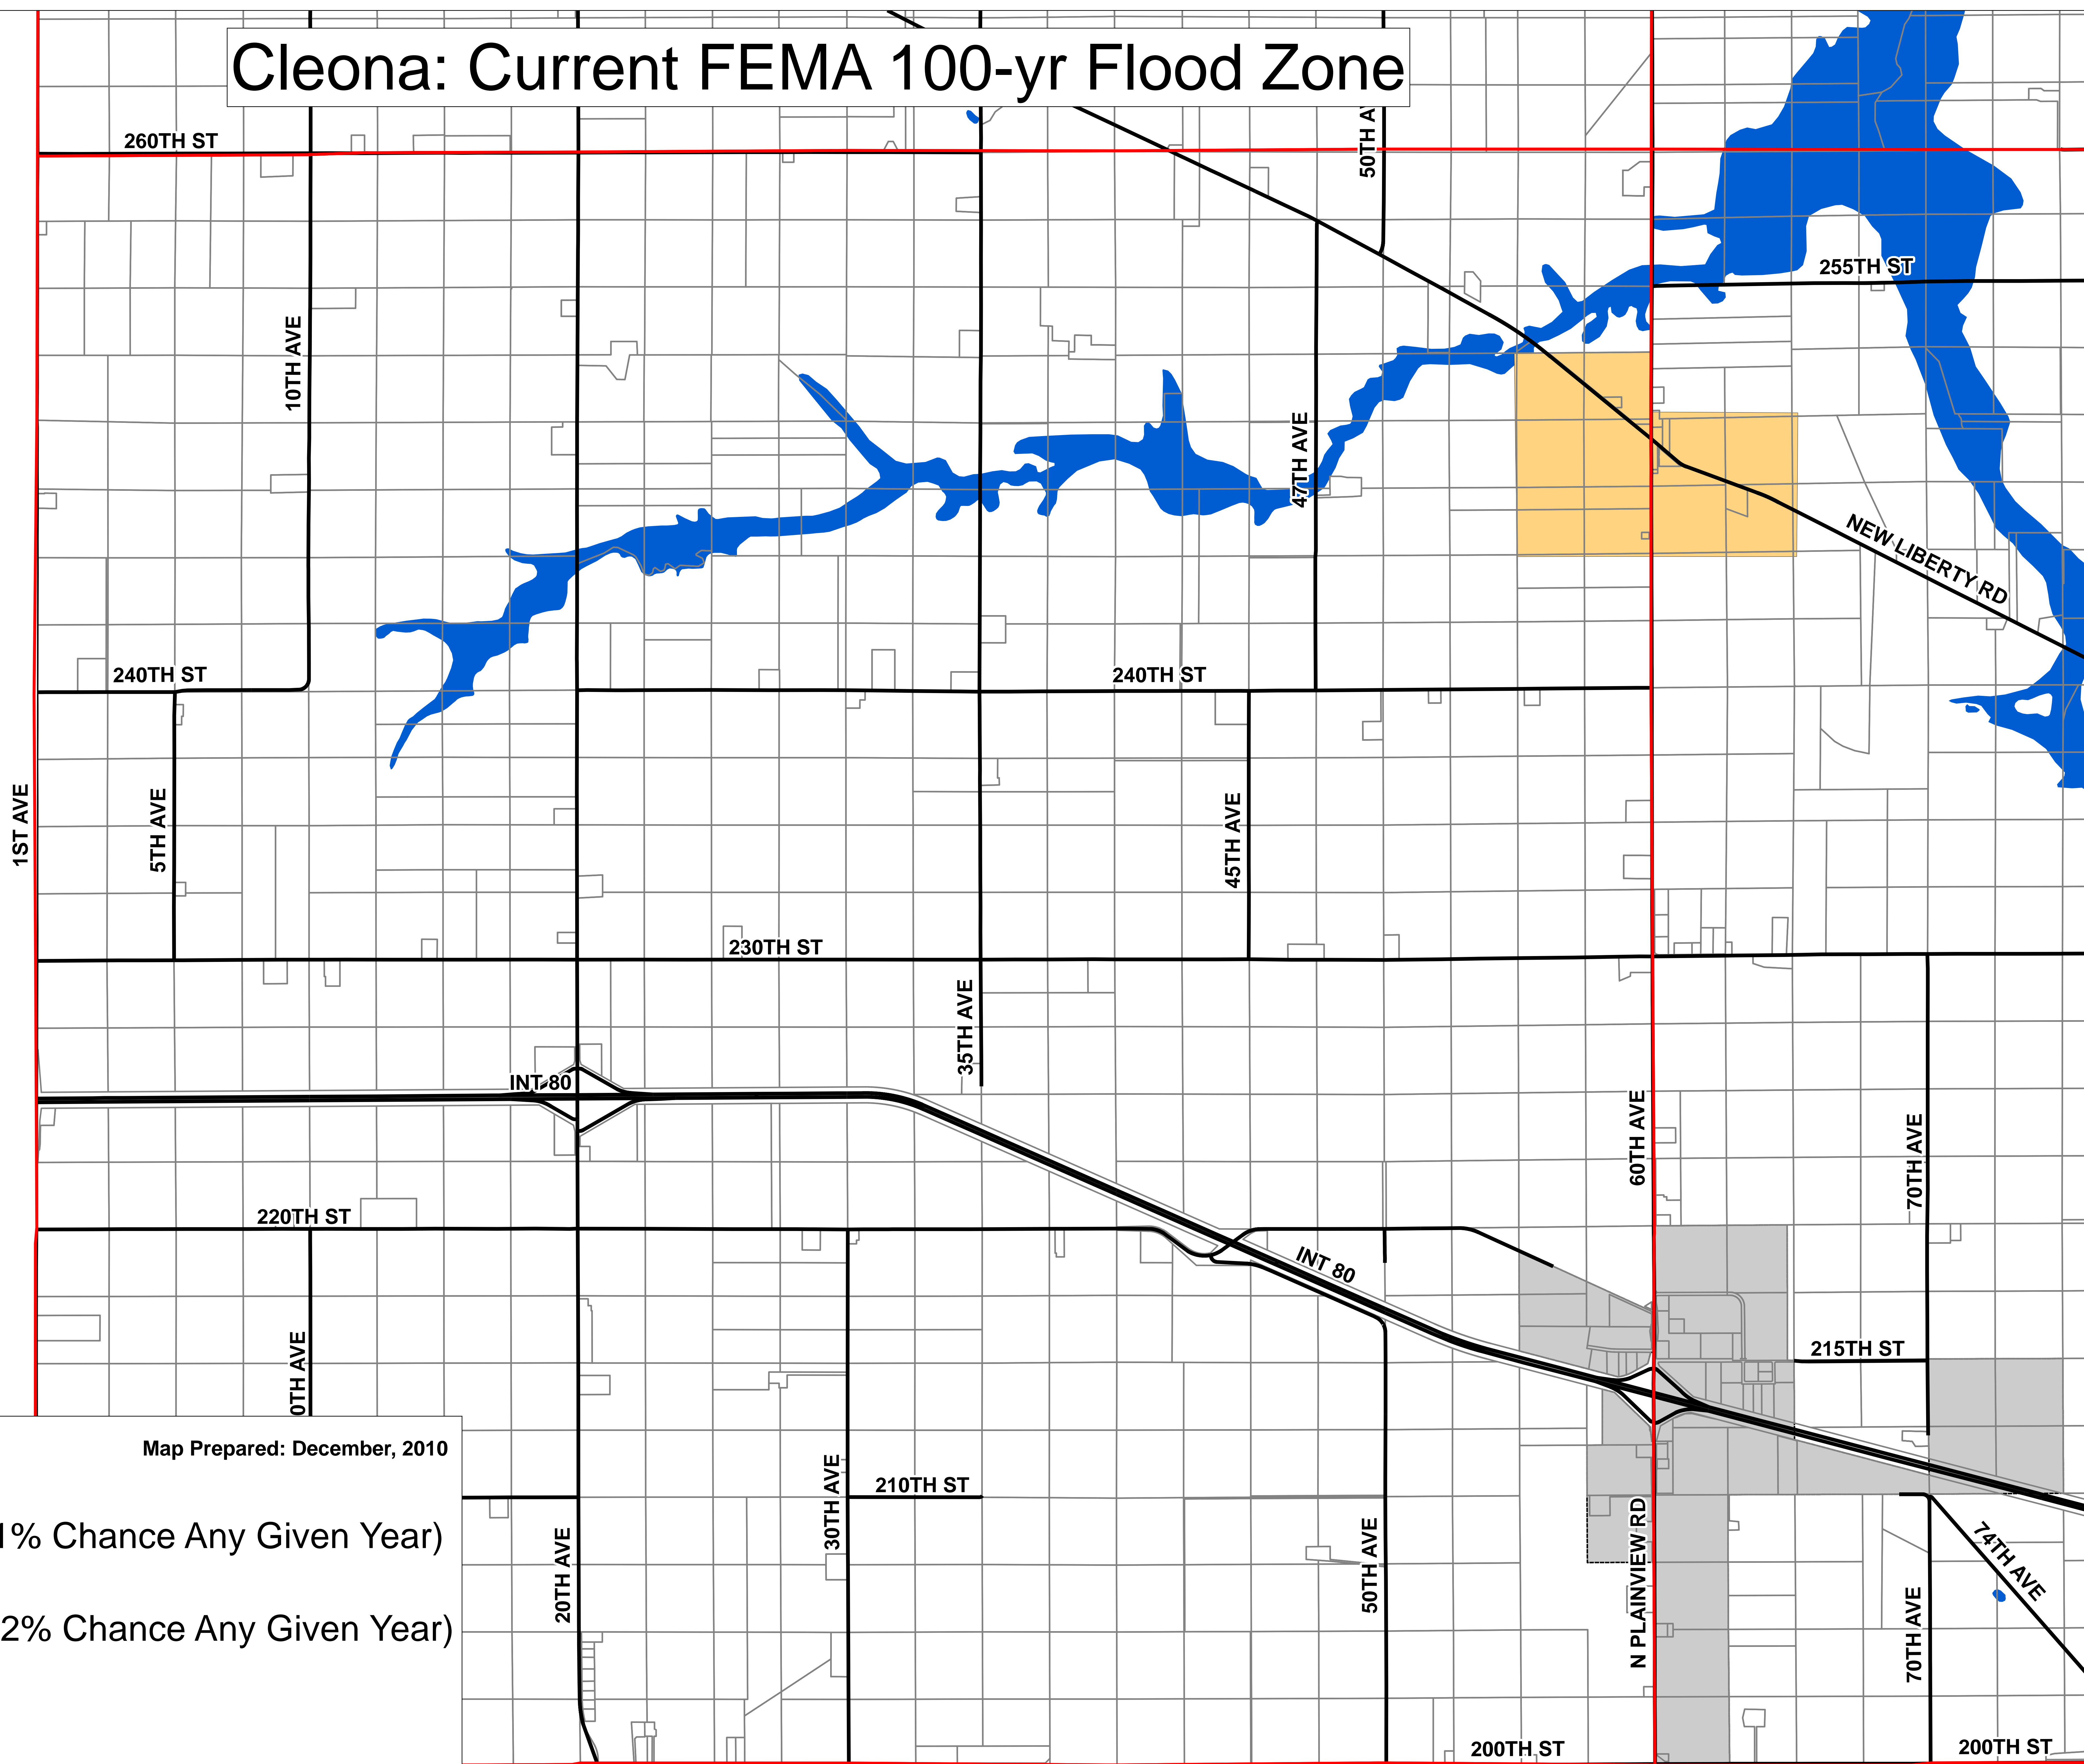 Cleona: Current FEMA 100-yr Flood Zone
260TH ST
50TH A
255TH ST
10TH AVE
47TH AVE
NEW LIBERTY RD
240TH ST
240TH ST
1ST AVE
5TH AVE
45TH AVE
230TH ST
35TH AVE
INT 80
60TH AVE
70TH AVE
220TH ST
INT 80
0TH AVE
215TH ST
Map Prepared: December, 2010
30TH AVE
210TH ST
1% Chance Any Given Year)
20TH AVE
50TH AVE
N PLAINVIEW RD
74TH AVE
70TH AVE
2% Chance Any Given Year)
200TH ST
200TH ST